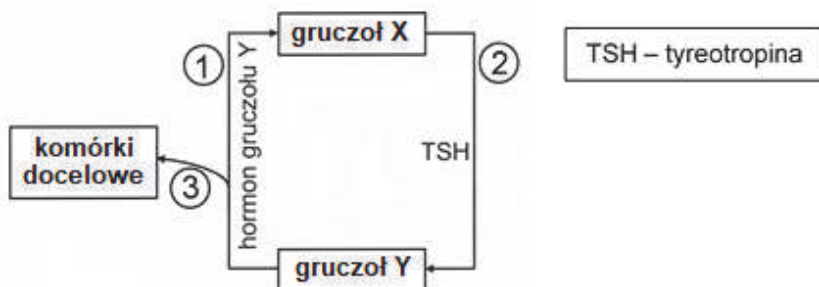 gruczoł X
1
2
TSH – tyreotropina
hormon gruczołu Y
TSH
komórki
docelowe
3
gruczoł Y